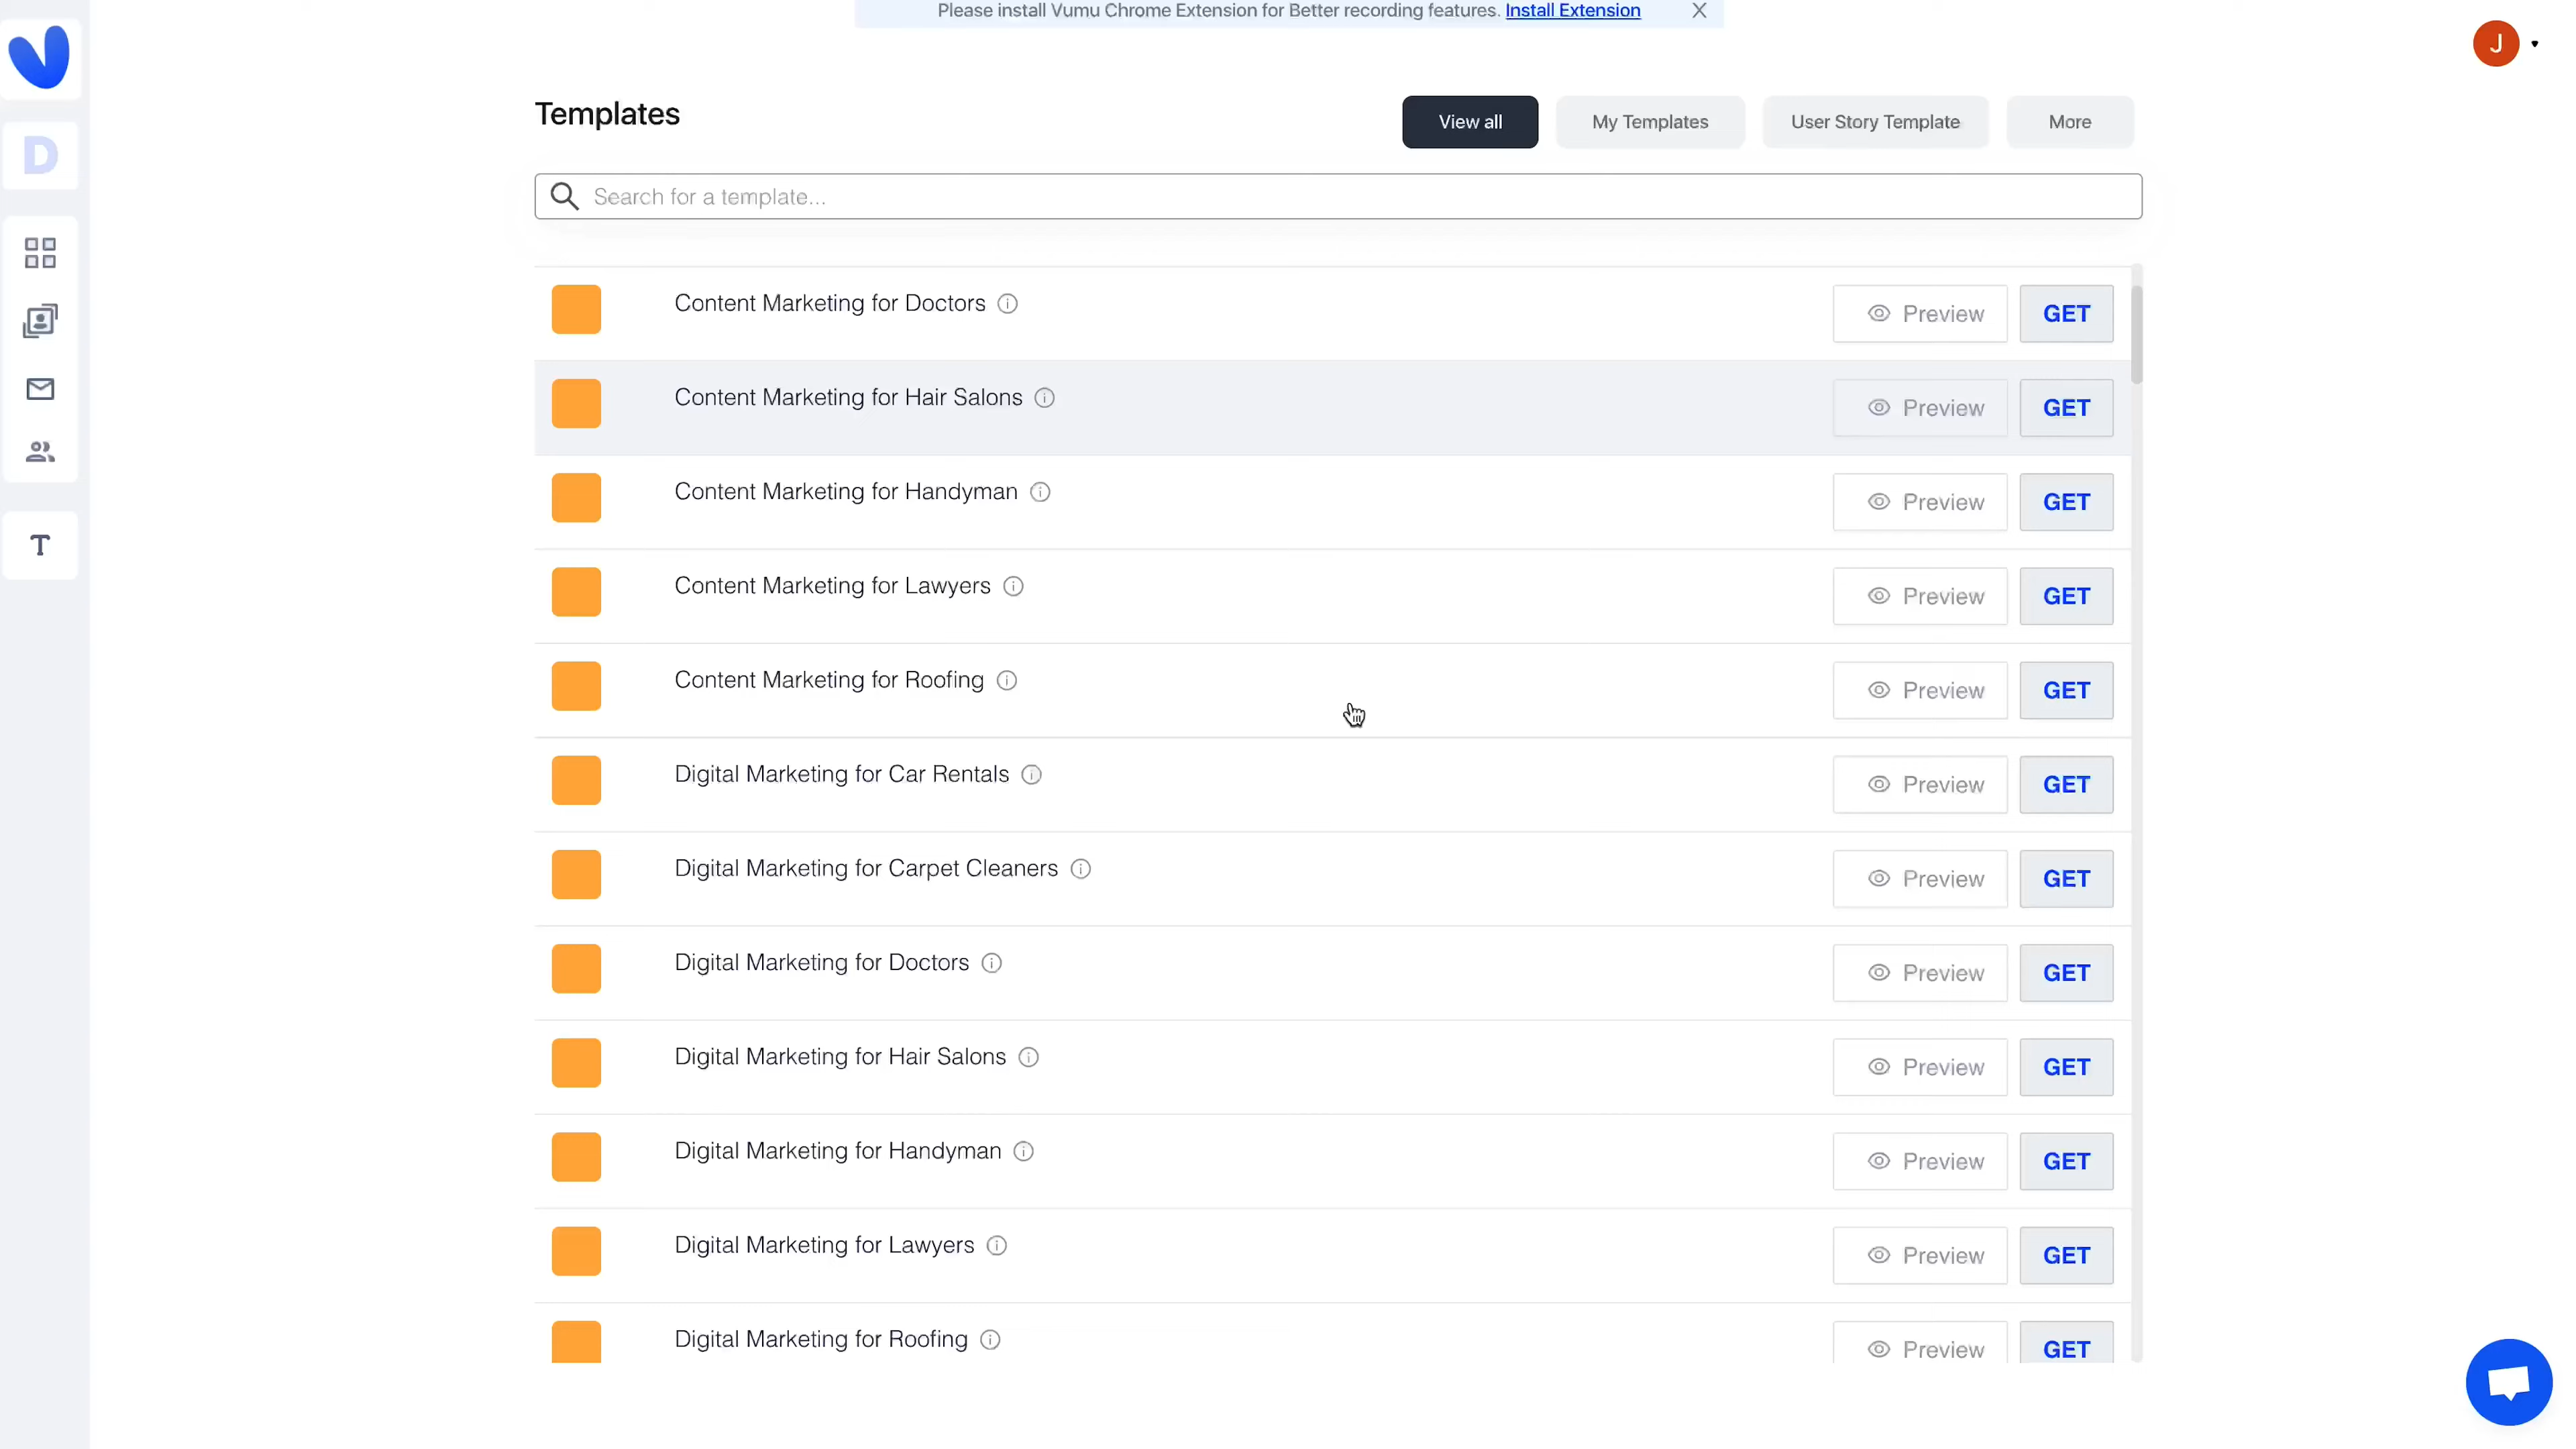 Please install Vumu Chrome Extension for Better recording features. Install Extension
J
D
Templates
View all
My Templates
User Story Template
More
Search for a template...
Content Marketing for Doctors
Preview
GET
Content Marketing for Hair Salons
Preview
GET
Content Marketing for Handyman
Preview
GET
Content Marketing for Lawyers
Preview
GET
T
Content Marketing for Roofing
Preview
GET
Digital Marketing for Car Rentals
Preview
GET
Digital Marketing for Carpet Cleaners
Preview
GET
Digital Marketing for Doctors
Preview
GET
Digital Marketing for Hair Salons
Preview
GET
Digital Marketing for Handyman
Preview
GET
Digital Marketing for Lawyers
Preview
GET
Digital Marketing for Roofing
Preview
GET